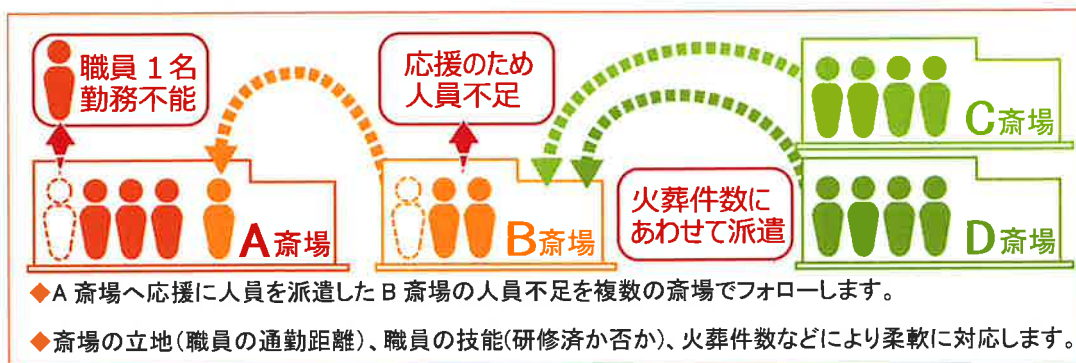 職員 1名
勤務不能
応援のため
人員不足
C斎場
A斎場
B斎場
火葬件数に
あわせて派遣
D斎場
◆A 斎場へ応援に人員を派遣した B 斎場の人員不足を複数の斎場でフォローします。
◆斎場の立地(職員の通勤距離)、職員の技能(研修済か否か)、火葬件数などにより柔軟に対応します。